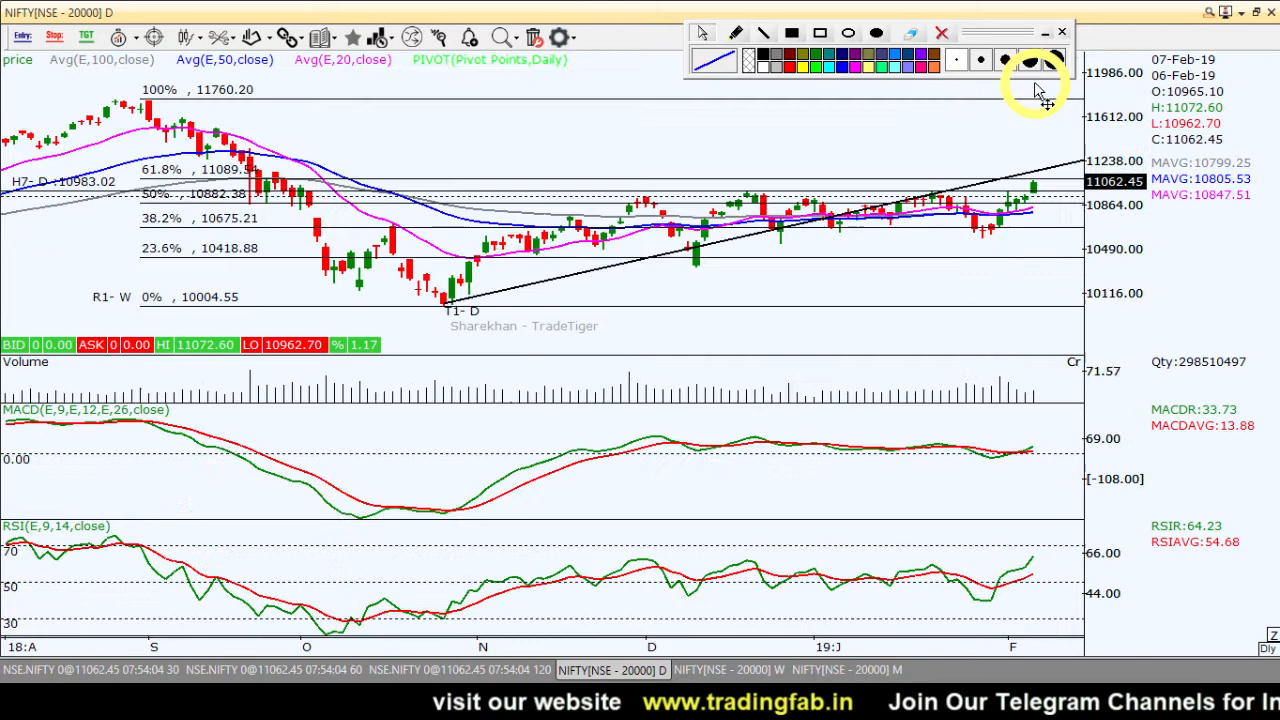 NIFTY[NSE - 20000] D
Entry: Stop: TGT
price Avg(E,100,close) Avg(E,50,close) Avg(E,20,close) PIVOT(Pivot Points,Daily)
100% , 11760.20
61.8% , 11089.54
H7- D :10983.02
50% , 10882.38
38.2% , 10675.21
23.6% , 10418.88
R1- W 0% , 10004.55
T1- D
Sharekhan - TradeTiger
BID 0 0.00 ASK 0 0.00 HI 11072.60 LO 10962.70 % 1.17
11986.00
11612.00
11238.00
11062.45
10864.00
10490.00
10116.00
07-Feb-19
06-Feb-19
O:10965.10
H:11072.60
L:10962.70
C:11062.45
MAVG:10799.25
MAVG:10805.53
MAVG:10847.51
Volume
Cr
71.57
Qty:298510497
MACD(E,9,E,12,E,26,close)
0.00
69.00
[-108.00]
MACDR:33.73
MACDAVG:13.88
RSI(E,9,14,close)
70
50
30
66.00
44.00
RSIR:64.23
RSIAVG:54.68
18:A S O N D 19:J F
Z
Dly
NSE.NIFTY 0@11062.45 07:54:04 30 NSE.NIFTY 0@11062.45 07:54:04 60 NSE.NIFTY 0@11062.45 07:54:04 120 NIFTY[NSE - 20000] D NIFTY[NSE - 20000] W NIFTY[NSE - 20000] M
visit our website www.tradingfab.in Join Our Telegram Channels for In